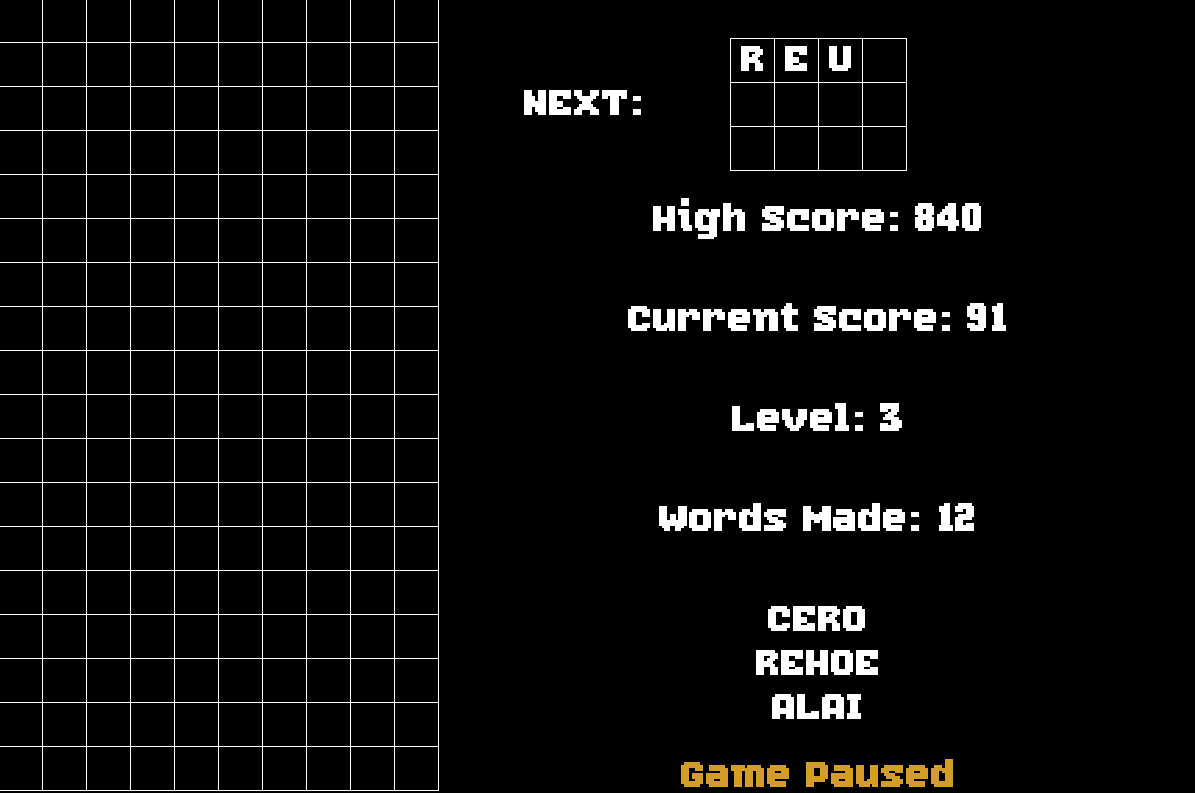 R E U
NEXT:
High Score: 840
Current Score: 91
Level: 3
Words Made: 12
CERO
REHOE
ALAI
Game Paused